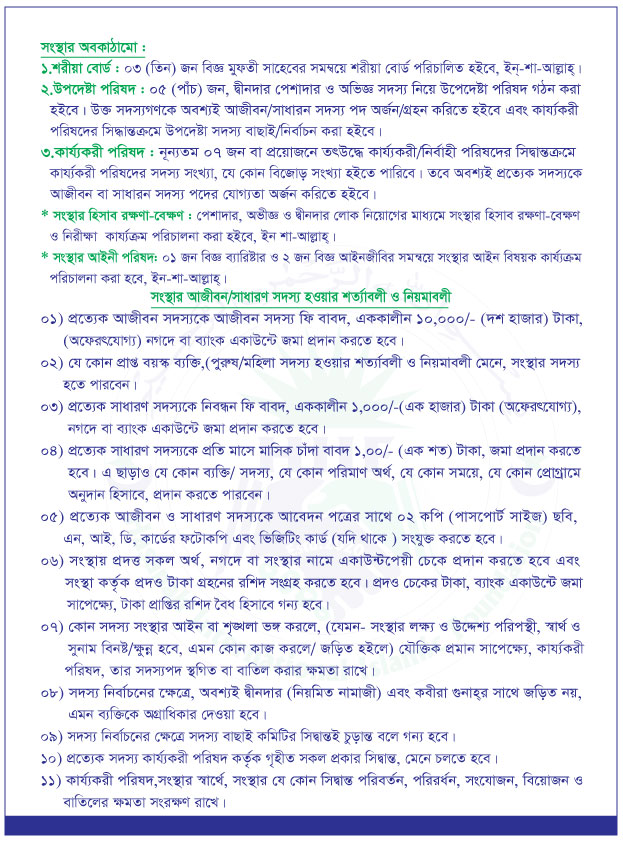 সংস্থার অবকাঠামো :
১.শরীয়া বোর্ড : ০৩ (তিন) জন বিজ্ঞ মুফতী সাহেবের সমন্বয়ে শরীয়া বোর্ড পরিচালিত হইবে, ইন্-শা-আল্লাহ্।
২.উপদেষ্টা পরিষদ : ০৫ (পাঁচ) জন, দ্বীনদার পেশাদার ও অভিজ্ঞ সদস্য নিয়ে উপেদেষ্টা পরিষদ গঠন করা
হইবে। উক্ত সদস্যগণকে অবশ্যই আজীবন/সাধারন সদস্য পদ অর্জন/গ্রহন করিতে হইবে এবং কার্য্যকরী
পরিষদের সিদ্ধান্তক্রমে উপদেষ্টা সদস্য বাছাই/নির্বাচন করা হইবে।
৩.কার্য্যকরী পরিষদ : নূন্যতম ০৭ জন বা প্রয়োজনে তৎউদ্ধে কার্য্যকরী/নির্বাহী পরিষদের সিদ্বান্তক্রমে
কার্য্যকরী পরিষদের সদস্য সংখ্যা, যে কোন বিজোড় সংখ্যা হইতে পারিবে। তবে অবশ্যই প্রত্যেক সদস্যকে
আজীবন বা সাধারন সদস্য পদের যোগ্যতা অর্জন করিতে হইবে।
* সংস্থার হিসাব রক্ষণা-বেক্ষণ : পেশাদার, অভীজ্ঞ ও দ্বীনদার লোক নিয়োগের মাধ্যমে সংস্থার হিসাব রক্ষণা-বেক্ষণ
ও নিরীক্ষা কার্য্যক্রম পরিচালনা করা হইবে, ইন শা-আল্লাহ্।
* সংস্থার আইনী পরিষদ: ০১ জন বিজ্ঞ ব্যারিষ্টার ও ২ জন বিজ্ঞ আইনজীবির সমন্বয়ে সংস্থার আইন বিষয়ক কার্য্যক্রম
পরিচালনা করা হবে, ইন-শা-আল্লাহ্।
সংস্থার আজীবন/সাধারণ সদস্য হওয়ার শর্ত্যাবলী ও নিয়মাবলী
০১) প্রত্যেক আজীবন সদস্যকে আজীবন সদস্য ফি বাবদ, এককালীন ১০,০০০/- (দশ হাজার) টাকা,
(অফেরৎযোগ্য) নগদে বা ব্যাংক একাউন্টে জমা প্রদান করতে হবে।
০২) যে কোন প্রাপ্ত বয়স্ক ব্যক্তি,(পুরুষ/মহিলা সদস্য হওয়ার শর্ত্যাবলী ও নিয়মাবলী মেনে, সংস্থার সদস্য
হতে পারবেন।
০৩) প্রত্যেক সাধারণ সদস্যকে নিবন্ধন ফি বাবদ, এককালীন ১,০০০/-(এক হাজার) টাকা (অফেরৎযোগ্য),
নগদে বা ব্যাংক একাউন্টে জমা প্রদান করতে হবে।
০৪) প্রত্যেক সাধারণ সদস্যকে প্রতি মাসে মাসিক চাঁদা বাবদ ১,০০/- (এক শত) টাকা, জমা প্রদান করতে
হবে। এ ছাড়াও যে কোন ব্যক্তি/ সদস্য, যে কোন পরিমাণ অর্থ, যে কোন সময়ে, যে কোন প্রোগ্রামে
অনুদান হিসাবে, প্রদান করতে পারবেন।
০৫) প্রত্যেক আজীবন ও সাধারণ সদস্যকে আবেদন পত্রের সাথে ০২ কপি (পাসপোর্ট সাইজ) ছবি,
এন, আই, ডি, কার্ডের ফটোকপি এবং ভিজিটিং কার্ড (যদি থাকে ) সংযুক্ত করতে হবে।
০৬) সংস্থায় প্রদত্ত সকল অর্থ, নগদে বা সংস্থার নামে একাউন্টপেয়ী চেকে প্রদান করতে হবে এবং
সংস্থা কর্তৃক প্রদও টাকা গ্রহনের রশিদ সংগ্রহ করতে হবে। প্রদও চেকের টাকা, ব্যাংক একাউন্টে জমা
সাপেক্ষ্যে, টাকা প্রাপ্তির রশিদ বৈধ হিসাবে গন্য হবে।
০৭) কোন সদস্য সংস্থার আইন বা শৃঙ্খলা ভঙ্গ করলে, (যেমন- সংস্থার লক্ষ্য ও উদ্দেশ্য পরিপন্থী, স্বার্থ ও
সুনাম বিনষ্ট/ক্ষুন্ন হবে, এমন কোন কাজ করলে/ জড়িত হইলে) যৌক্তিক প্রমান সাপেক্ষ্যে, কার্য্যকরী
পরিষদ, তার সদস্যপদ স্থগিত বা বাতিল করার ক্ষমতা রাখে।
০৮) সদস্য নির্বাচনের ক্ষেত্রে, অবশ্যই দ্বীনদার (নিয়মিত নামাজী) এবং কবীরা গুনাহ্‌র সাথে জড়িত নয়,
এমন ব্যক্তিকে অগ্রাধিকার দেওয়া হবে।
০৯) সদস্য নির্বাচনের ক্ষেত্রে সদস্য বাছাই কমিটির সিদ্বান্তই চুড়ান্ত বলে গন্য হবে।
১০) প্রত্যেক সদস্য কার্য্যকরী পরিষদ কর্তৃক গৃহীত সকল প্রকার সিদ্বান্ত, মেনে চলতে হবে।
১১) কার্য্যকরী পরিষদ,সংস্থার স্বার্থে, সংস্থার যে কোন সিদ্বান্ত পরিবর্তন, পরিরর্ধন, সংযোজন, বিয়োজন ও
বাতিলের ক্ষমতা সংরক্ষণ রাখে।